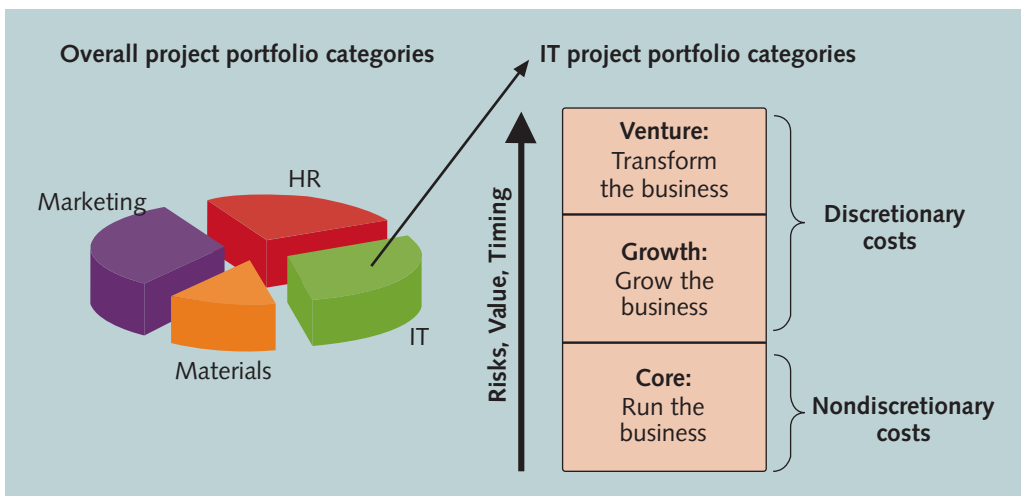 Overall project portfolio categories
IT project portfolio categories
Marketing
HR
Materials
IT
Risks, Value, Timing
Venture:
Transform
the business
Growth:
Grow the
business
Core:
Run the
business
Discretionary
costs
Nondiscretionary
costs